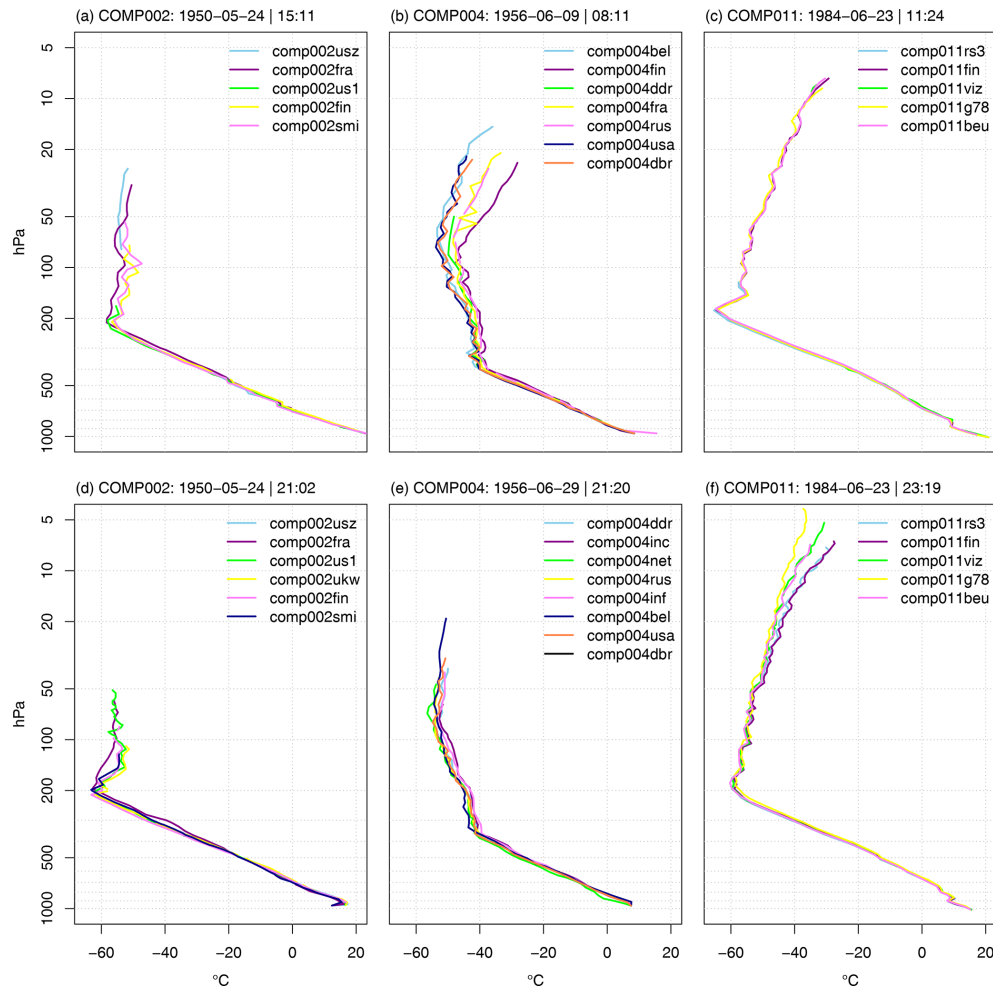 (a) COMP002: 1950−05−24 | 15:11
(b) COMP004: 1956−06−09 | 08:11
(c) COMP011: 1984−06−23 | 11:24
hPa
5
10
20
50
100
200
500
1000
comp002usz
comp002fra
comp002us1
comp002fin
comp002smi
comp004bel
comp004fin
comp004ddr
comp004fra
comp004rus
comp004usa
comp004dbr
comp011rs3
comp011fin
comp011viz
comp011g78
comp011beu
(d) COMP002: 1950−05−24 | 21:02
(e) COMP004: 1956−06−29 | 21:20
(f) COMP011: 1984−06−23 | 23:19
hPa
5
10
20
50
100
200
500
1000
comp002usz
comp002fra
comp002us1
comp002ukw
comp002fin
comp002smi
comp004ddr
comp004inc
comp004net
comp004rus
comp004inf
comp004bel
comp004usa
comp004dbr
comp011rs3
comp011fin
comp011viz
comp011g78
comp011beu
−60 −40 −20 0 20
−60 −40 −20 0 20
−60 −40 −20 0 20
°C
°C
°C